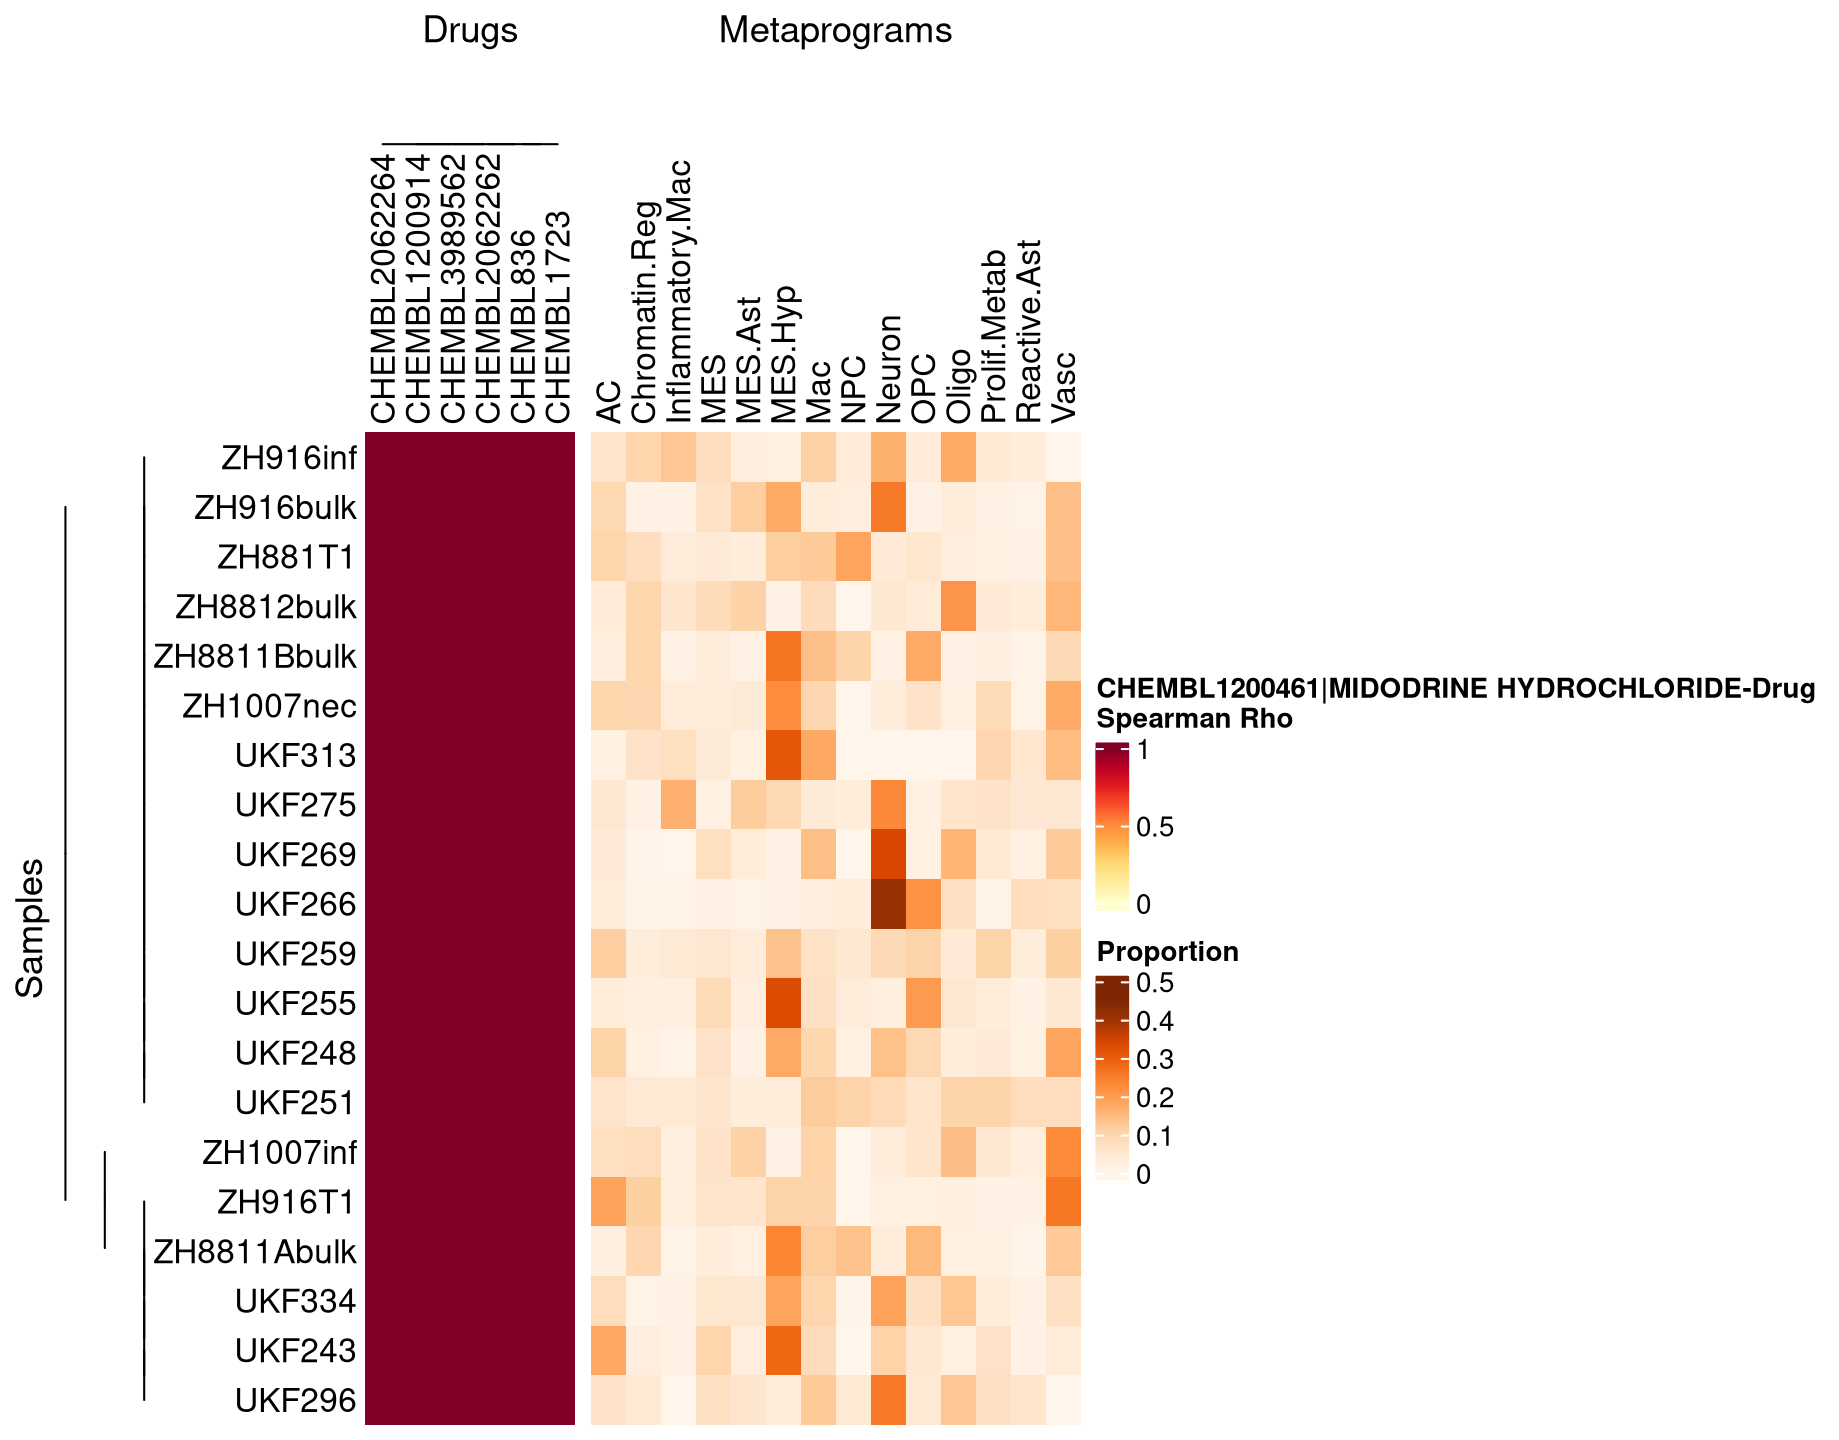 Drugs
Metaprograms
CHEMBL2062264
CHEMBL1200914
CHEMBL3989562
CHEMBL2062262
CHEMBL836
CHEMBL1723
AC
Chromatin.Reg
Inflammatory.Mac
MES
MES.Ast
MES.Hyp
Mac
NPC
Neuron
OPC
Oligo
Prolif.Metab
Reactive.Ast
Vasc
Samples
ZH916inf
ZH916bulk
ZH881T1
ZH8812bulk
ZH8811Bbulk
ZH1007nec
UKF313
UKF275
UKF269
UKF266
UKF259
UKF255
UKF248
UKF251
ZH1007inf
ZH916T1
ZH8811Abulk
UKF334
UKF243
UKF296
CHEMBL1200461|MIDODRINE HYDROCHLORIDE-Drug
Spearman Rho
1
0.5
0
Proportion
0.5
0.4
0.3
0.2
0.1
0